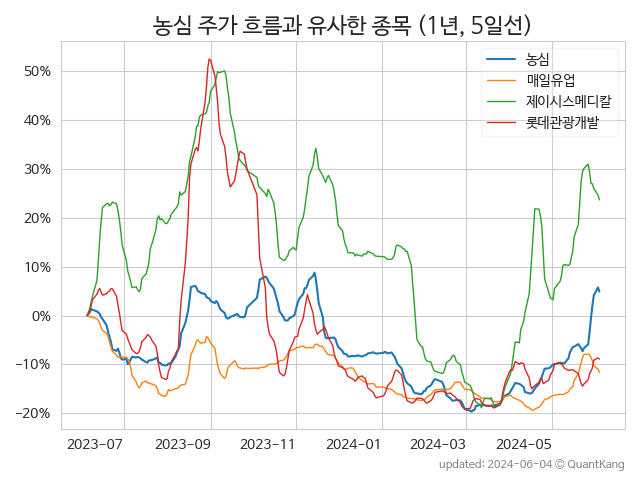 농심 주가 흐름과 유사한 종목 (1년, 5일선)
농심
매일유업
제이시스메디칼
롯데관광개발
50%
40%
30%
20%
10%
0%
−10%
−20%
2023−07
2023−09
2023−11
2024−01
2024−03
2024−05
updated: 2024-06-04 © QuantKang